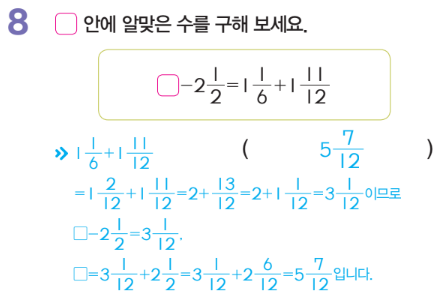 8 □ 안에 알맞은 수를 구해 보세요.
□-2 1/2=1 1/6+1 11/12
» 1 1/6+1 11/12 ( 5 7/12 )
=1 2/12+1 11/12=2+13/12=2+1 1/12=3 1/12이므로
□-2 1/2=3 1/12.
□=3 1/12+2 1/2=3 1/12+2 6/12=5 7/12입니다.